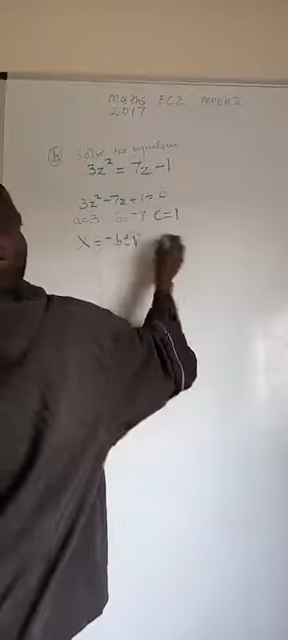 Maths ECZ PAPER 2
2017
(b) Solve the equation
3z² = 7z - 1
3z² - 7z + 1 = 0
a = 3 b = -7 c = 1
x = -b ± √